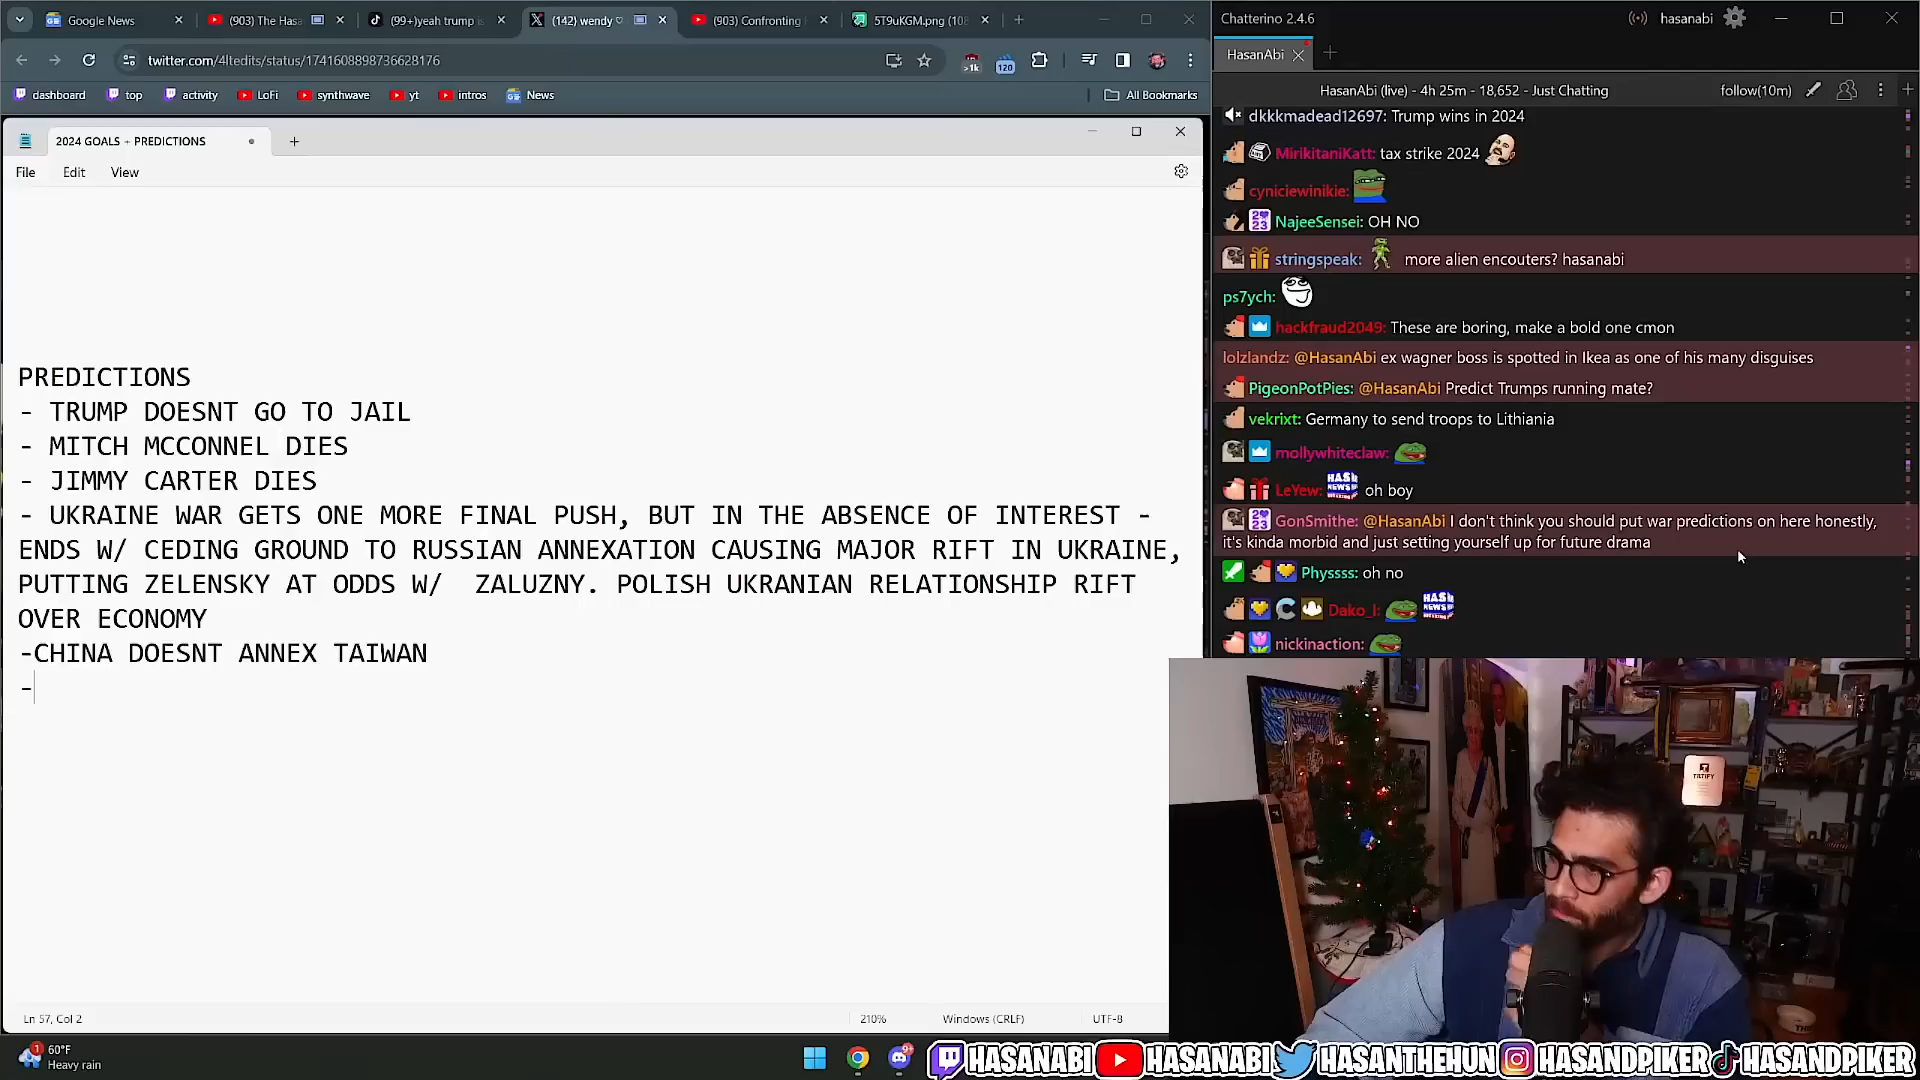 Google News
(903) The Hasa
(99+)yeah trump is
(142) wendy ♡
(903) Confronting
5T9uKGM.png (108
twitter.com/4ltedits/status/1741608898736628176
>1k
120
dashboard
top
activity
LoFi
synthwave
yt
intros
News
All Bookmarks
2024 GOALS + PREDICTIONS
File Edit View
PREDICTIONS
- TRUMP DOESNT GO TO JAIL
- MITCH MCCONNEL DIES
- JIMMY CARTER DIES
- UKRAINE WAR GETS ONE MORE FINAL PUSH, BUT IN THE ABSENCE OF INTEREST -
ENDS W/ CEDING GROUND TO RUSSIAN ANNEXATION CAUSING MAJOR RIFT IN UKRAINE,
PUTTING ZELENSKY AT ODDS W/  ZALUZNY. POLISH UKRANIAN RELATIONSHIP RIFT
OVER ECONOMY
-CHINA DOESNT ANNEX TAIWAN
-
Ln 57, Col 2
210%
Windows (CRLF)
UTF-8
Chatterino 2.4.6
hasanabi
HasanAbi
HasanAbi (live) - 4h 25m - 18,652 - Just Chatting
follow(10m)
dkkkmadead12697: Trump wins in 2024
MirikitaniKatt: tax strike 2024
cyniciewinikie:
NajeeSensei: OH NO
stringspeak: more alien encouters? hasanabi
ps7ych:
hackfraud2049: These are boring, make a bold one cmon
lolzlandz: @HasanAbi ex wagner boss is spotted in Ikea as one of his many disguises
PigeonPotPies: @HasanAbi Predict Trumps running mate?
vekrixt: Germany to send troops to Lithiania
mollywhiteclaw:
LeYew: oh boy
GonSmithe: @HasanAbi I don't think you should put war predictions on here honestly,
it's kinda morbid and just setting yourself up for future drama
Physsss: oh no
Dako_I:
nickinaction:
1
60°F
Heavy rain
9+
HASANABI
HASANABI
HASANTHEHUN
HASANDPIKER
HASANDPIKER